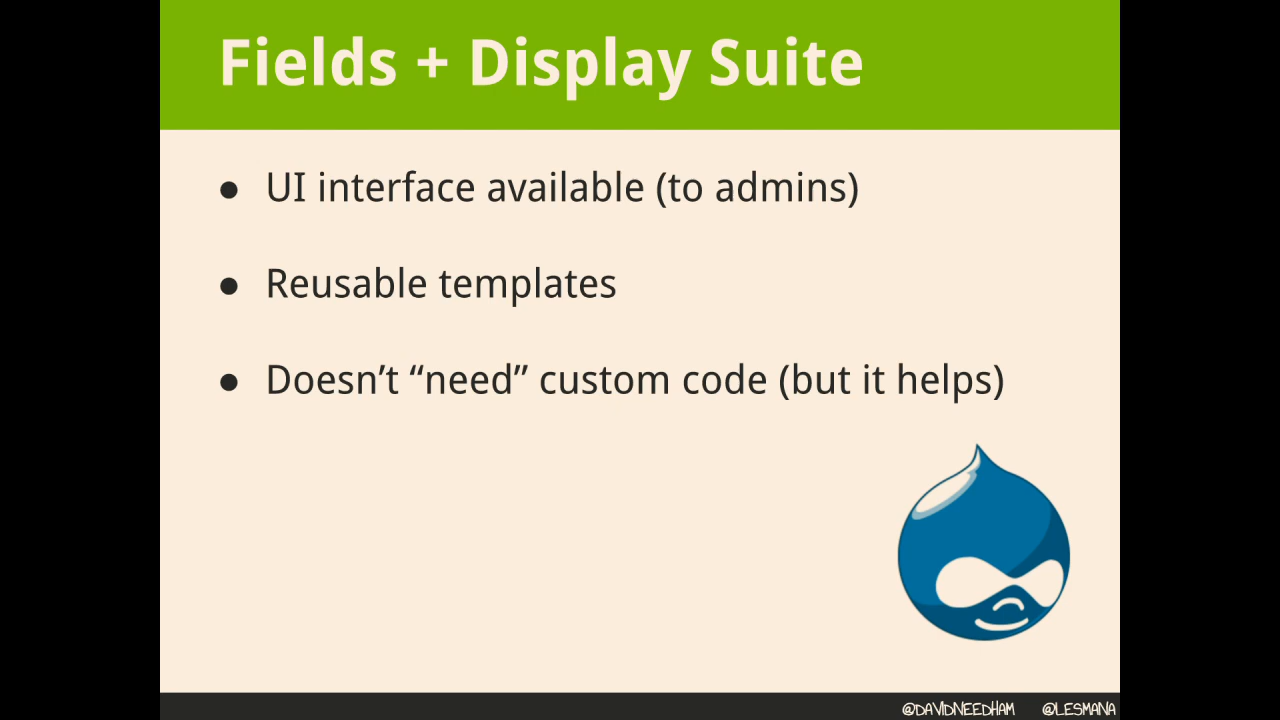 Fields + Display Suite
● UI interface available (to admins)
● Reusable templates
● Doesn’t “need” custom code (but it helps)
@DAVIDNEEDHAM @LESMANA